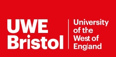 UWE
Bristol
University
of the
West of
England